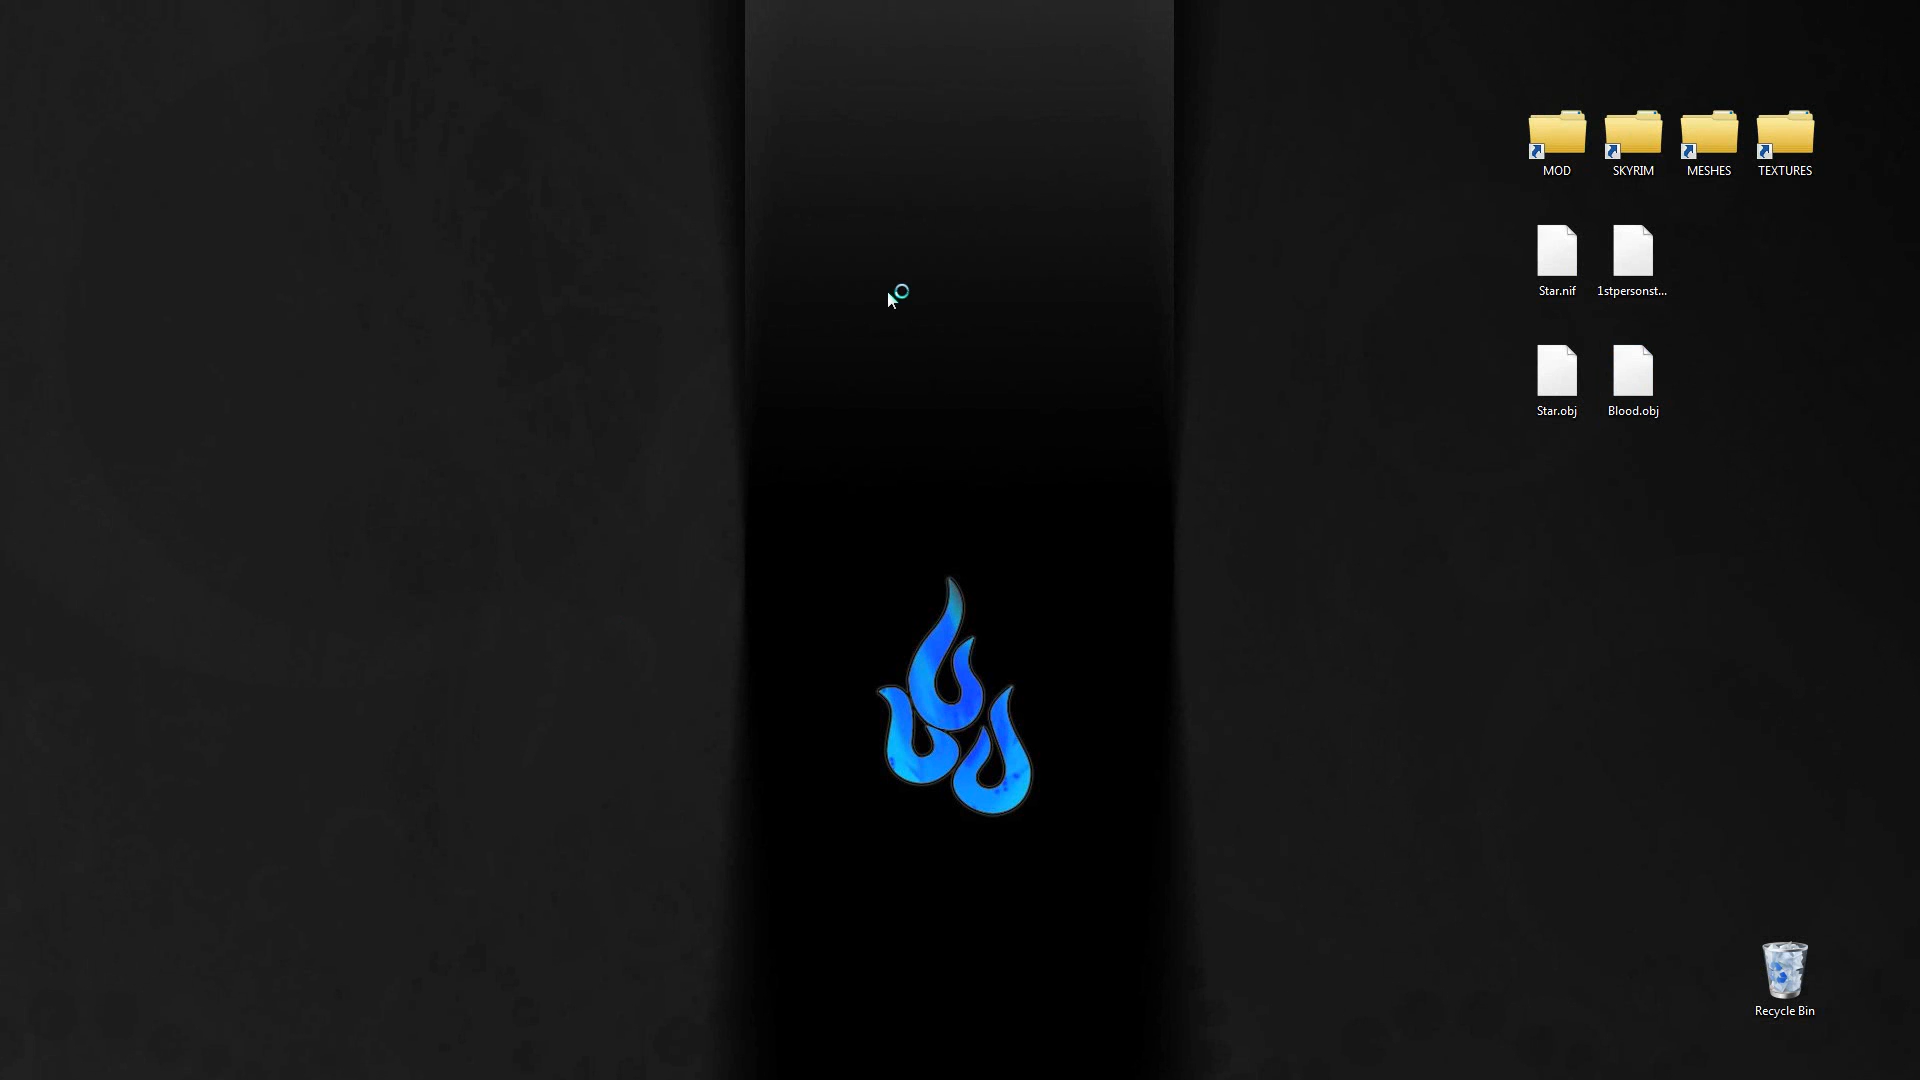 MOD
SKYRIM
MESHES
TEXTURES
Star.nif
1stpersonst...
Star.obj
Blood.obj
Recycle Bin